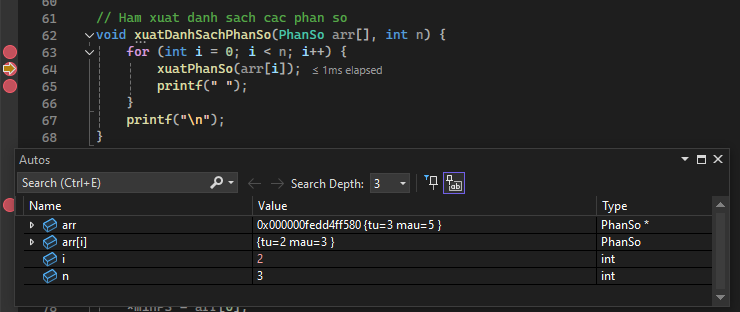 60
61 // Ham xuat danh sach cac phan so
62 void xuatDanhSachPhanSo(PhanSo arr[], int n) {
63 for (int i = 0; i < n; i++) {
64 xuatPhanSo(arr[i]); ≤ 1ms elapsed
65 printf(" ");
66 }
67 printf("\n");
68 }
Autos
Search (Ctrl+E) Search Depth: 3
Name Value Type
arr 0x000000fedd4ff580 {tu=3 mau=5 } PhanSo *
arr[i] {tu=2 mau=3 } PhanSo
i 2 int
n 3 int
78 *minPS = arr[0];